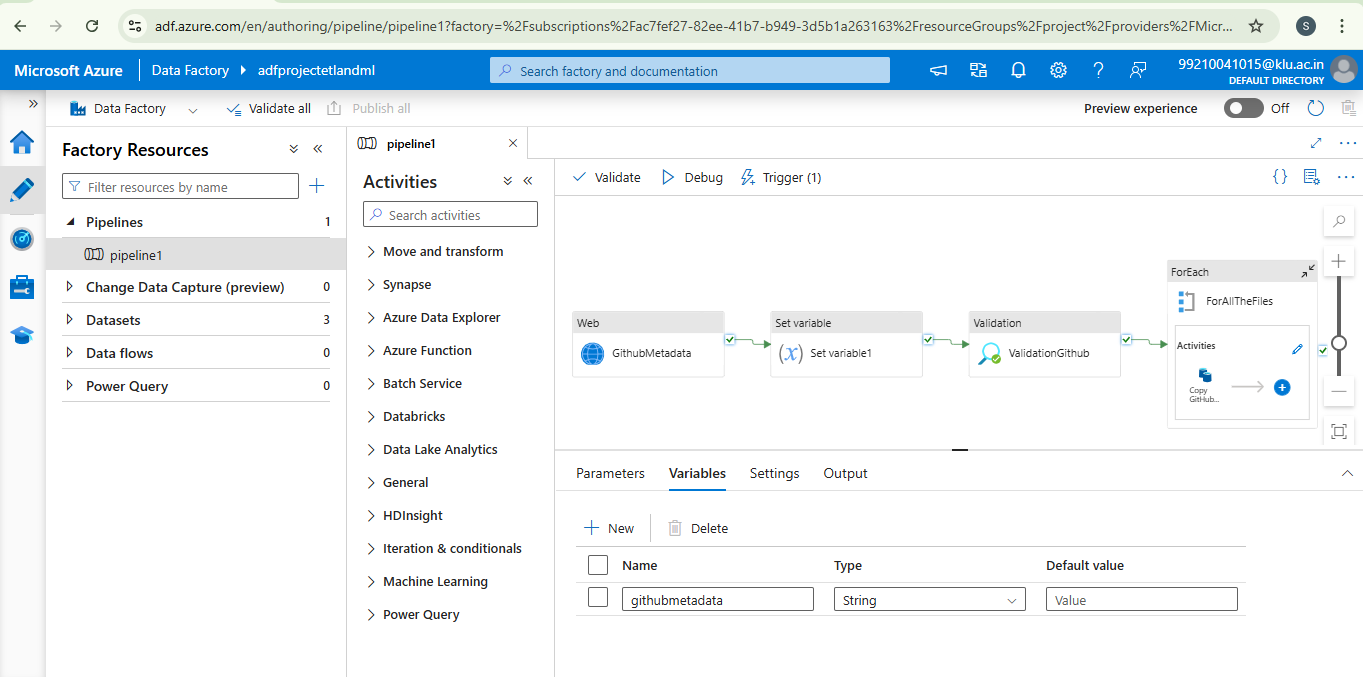 adf.azure.com/en/authoring/pipeline/pipeline1?factory=%2Fsubscriptions%2Fac7fef27-82ee-41b7-b949-3d5b1a263163%2FresourceGroups%2Fproject%2Fproviders%2FMicr...
S
Microsoft Azure
Data Factory
adfprojetlandml
Search factory and documentation
?
99210041015@klu.ac.in
DEFAULT DIRECTORY
Data Factory
Validate all
Publish all
Preview experience
Off
Factory Resources
Filter resources by name
Pipelines 1
pipeline1
Change Data Capture (preview) 0
Datasets 3
Data flows 0
Power Query 0
pipeline1
Activities
Search activities
Move and transform
Synapse
Azure Data Explorer
Azure Function
Batch Service
Databricks
Data Lake Analytics
General
HDInsight
Iteration & conditionals
Machine Learning
Power Query
Validate
Debug
Trigger (1)
{}
Web
GithubMetadata
Set variable
(x) Set variable1
Validation
ValidationGithub
ForEach
ForAllTheFiles
Activities
Copy
GitHub...
Parameters
Variables
Settings
Output
New
Delete
Name Type Default value
githubmetadata String Value